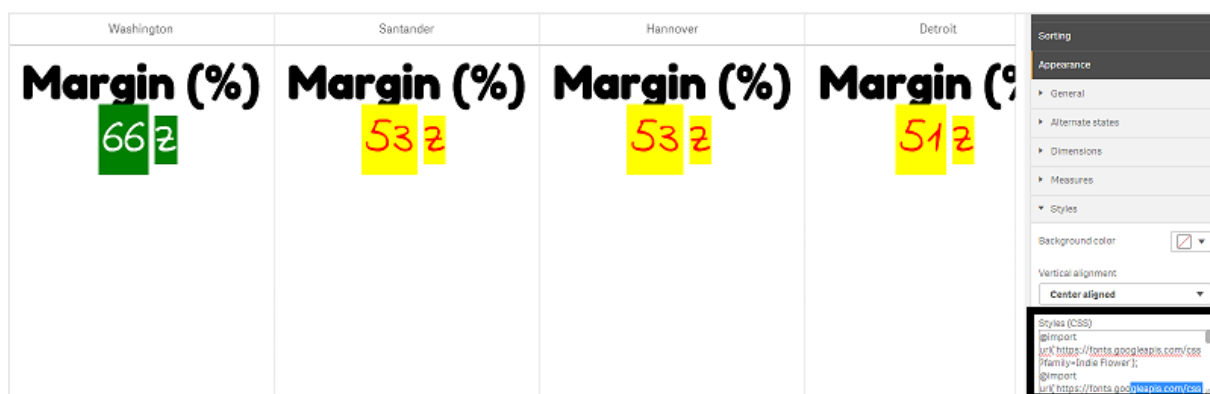 Washington
Santander
Hannover
Detroit
Margin (%)
Margin (%)
Margin (%)
Margin (%
66 z
53 z
53 z
51 z
Sorting
Appearance
General
Alternate states
Dimensions
Measures
Styles
Background color
Vertical alignment
Center aligned
Styles (CSS)
@import
url('https://fonts.googleapis.com/css
?family=Indie Flower');
@import
url('https://fonts.googleapis.com/css